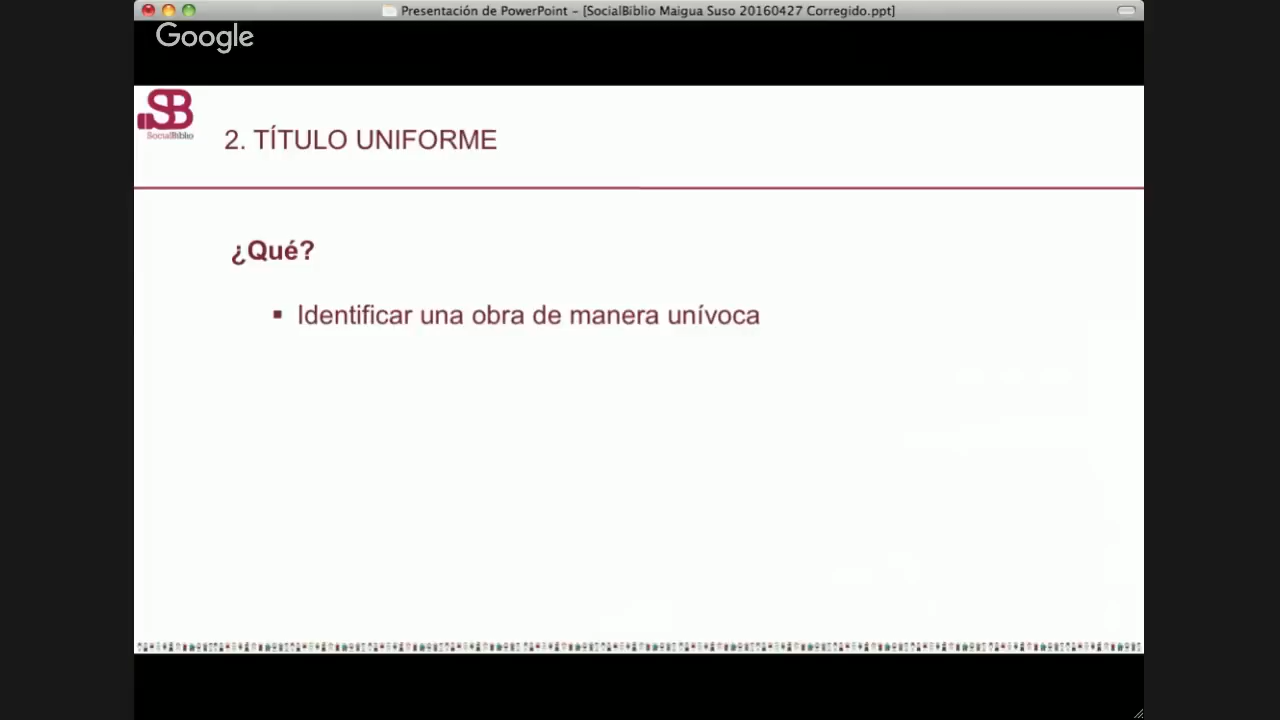 Presentación de PowerPoint – [SocialBiblio Maigua Suso 20160427 Corregido.ppt]
Google
SB
SocialBiblio
2. TÍTULO UNIFORME
¿Qué?
▪ Identificar una obra de manera unívoca